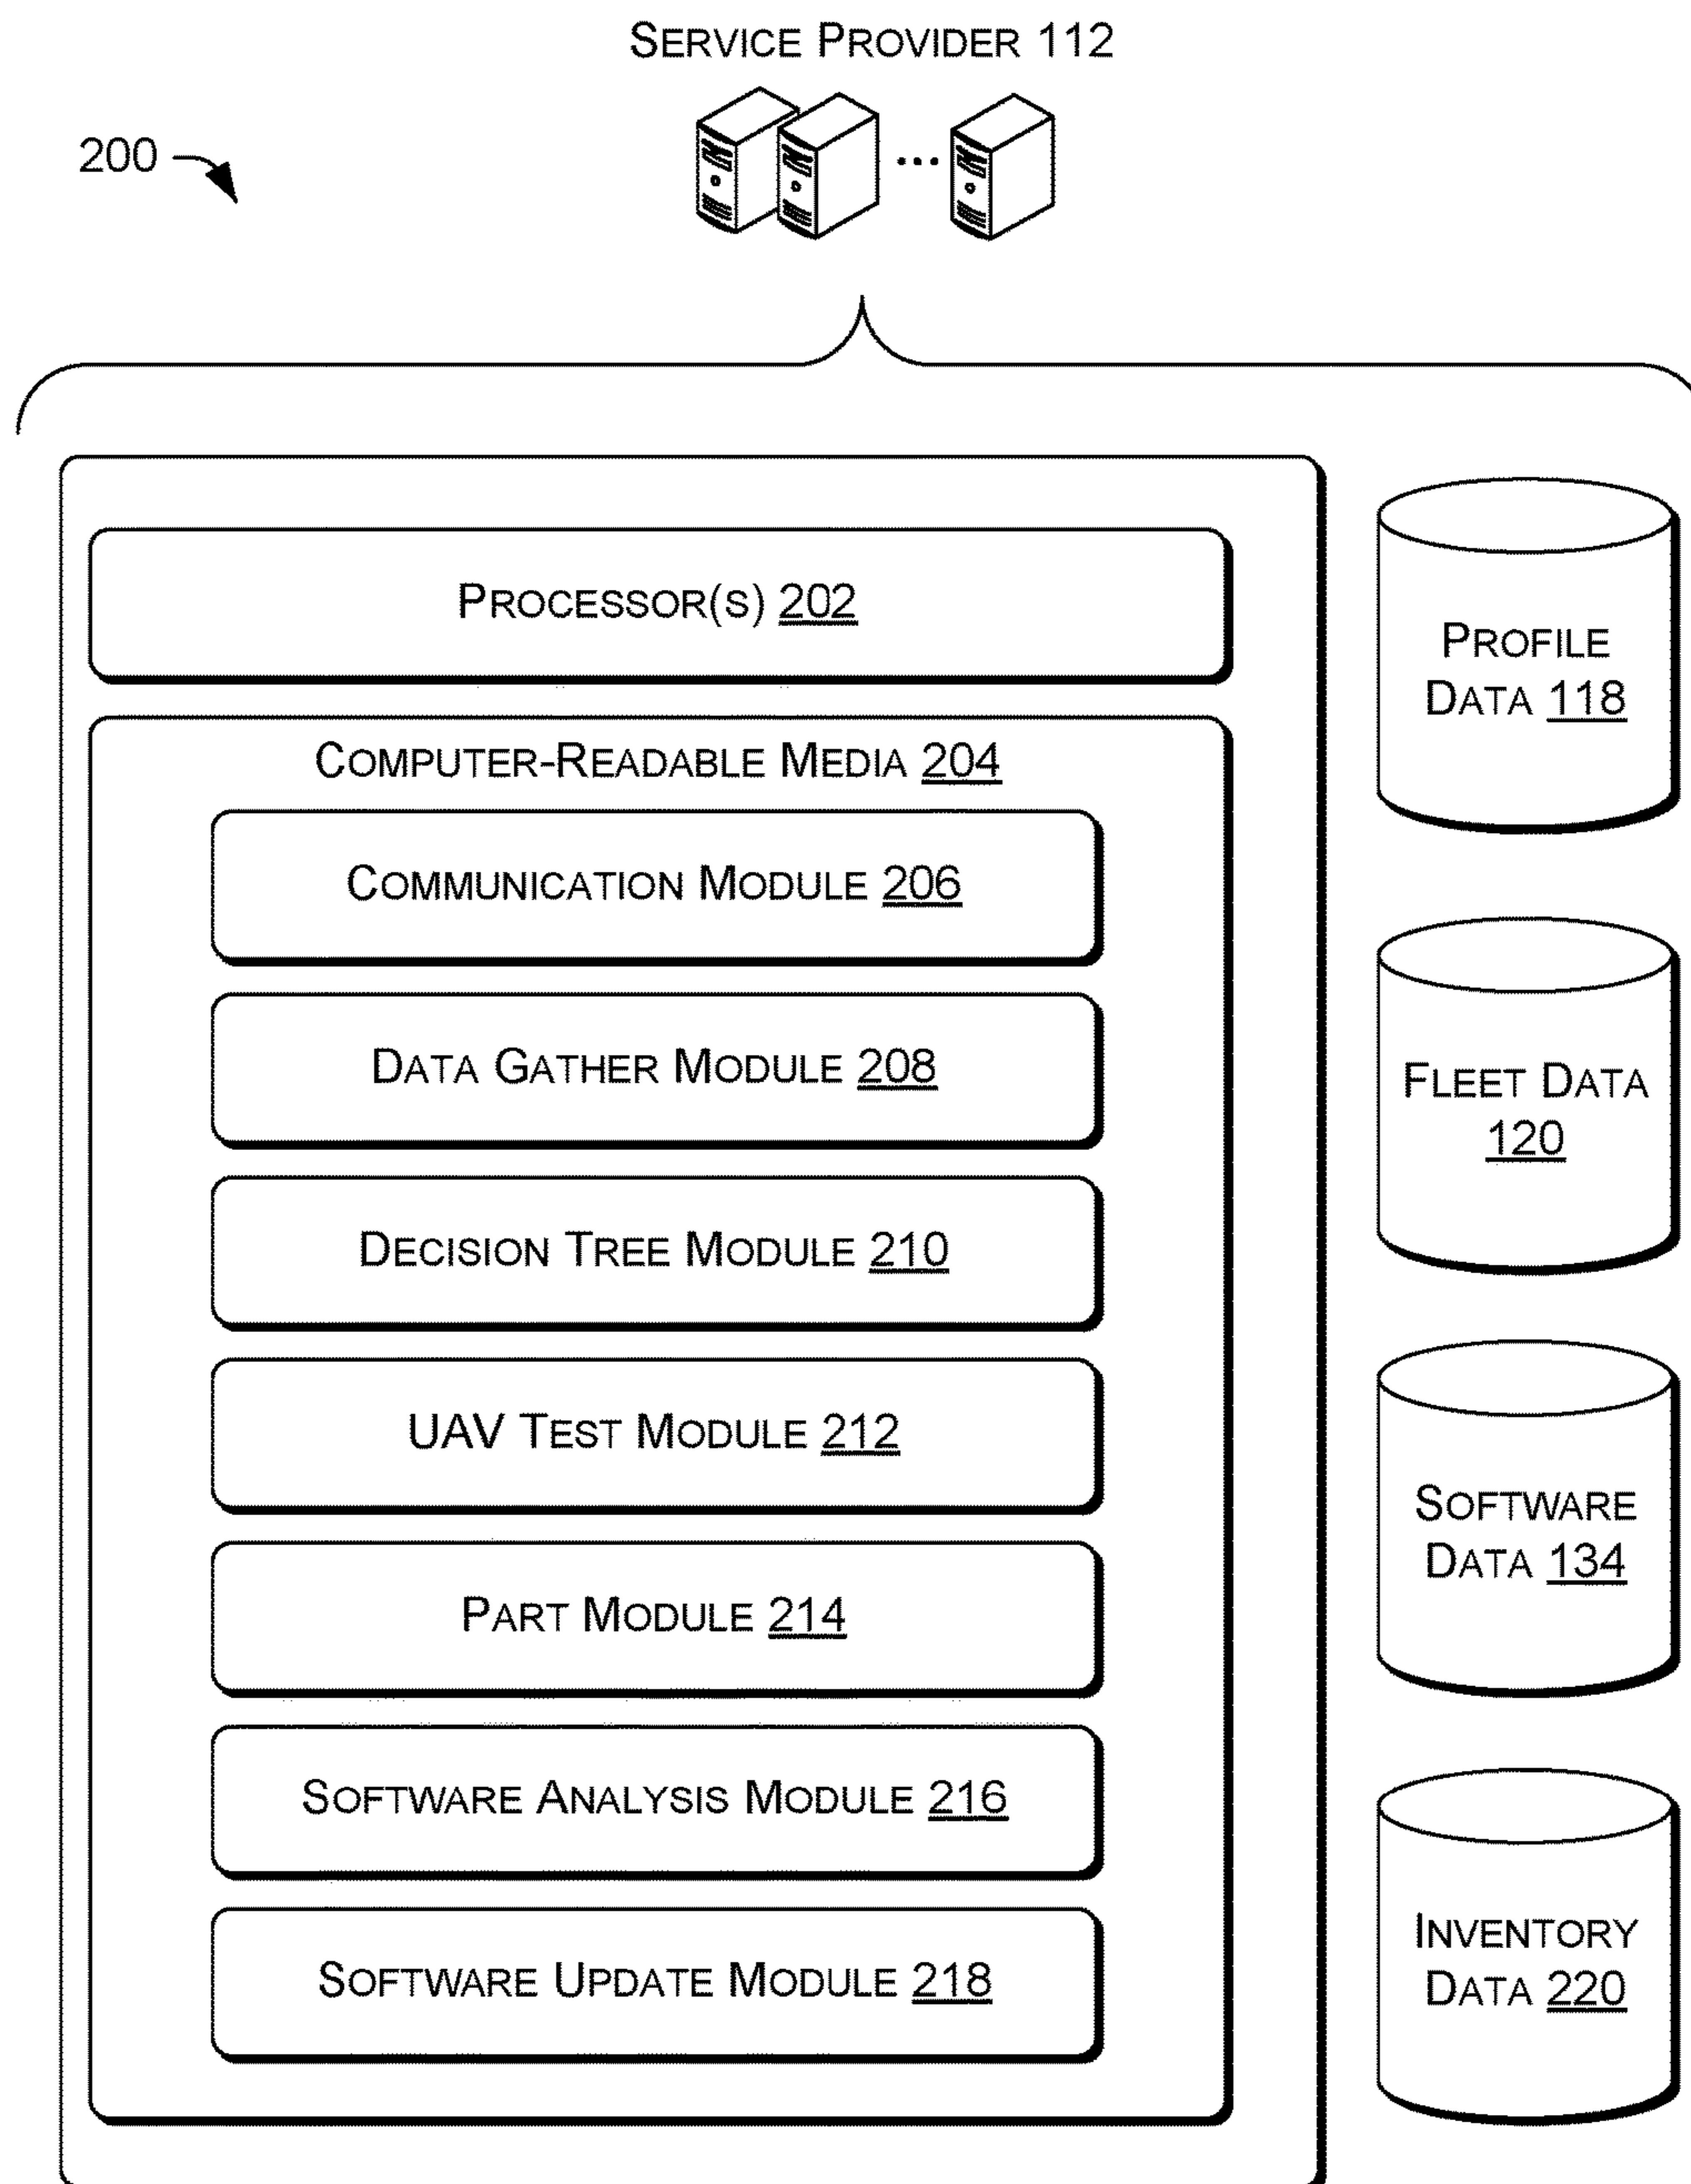 SERVICE PROVIDER 112
200
...
PROCESSOR(S) 202
COMPUTER-READABLE MEDIA 204
COMMUNICATION MODULE 206
DATA GATHER MODULE 208
DECISION TREE MODULE 210
UAV TEST MODULE 212
PART MODULE 214
SOFTWARE ANALYSIS MODULE 216
SOFTWARE UPDATE MODULE 218
PROFILE
DATA 118
FLEET DATA
120
SOFTWARE
DATA 134
INVENTORY
DATA 220